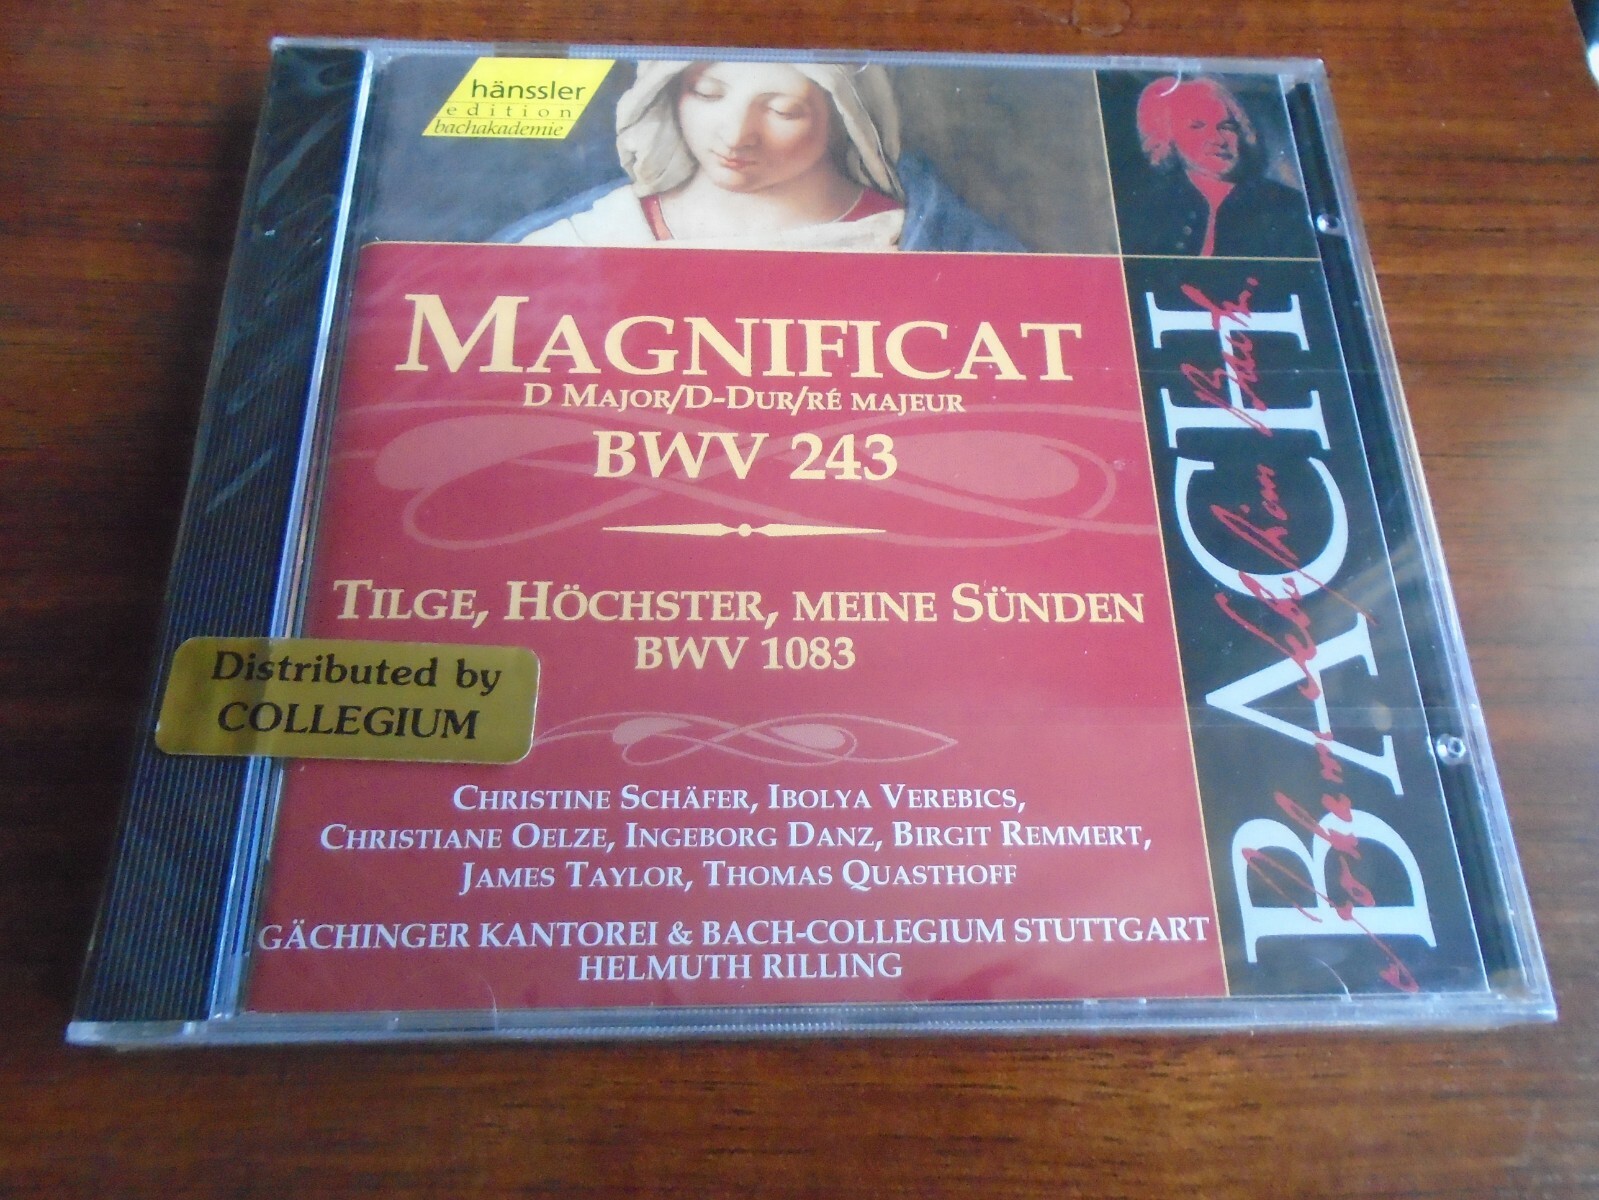 hänssler
edition
bachakademie
MAGNIFICAT
D MAJOR/D-DUR/RÉ MAJEUR
BWV 243
TILGE, HÖCHSTER, MEINE SÜNDEN
BWV 1083
Distributed by
COLLEGIUM
CHRISTINE SCHÄFER, IBOLYA VEREBICS,
CHRISTIANE OELZE, INGEBORG DANZ, BIRGIT REMMERT,
JAMES TAYLOR, THOMAS QUASTHOFF
GÄCHINGER KANTOREI & BACH-COLLEGIUM STUTTGART
HELMUTH RILLING
BACH